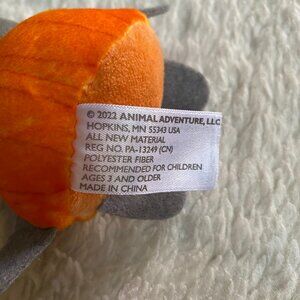 © 2022 ANIMAL ADVENTURE, LLC
HOPKINS, MN 55343 USA
ALL NEW MATERIAL
REG NO. PA-13249 (CN)
POLYESTER FIBER
RECOMMENDED FOR CHILDREN
AGES 3 AND OLDER
MADE IN CHINA